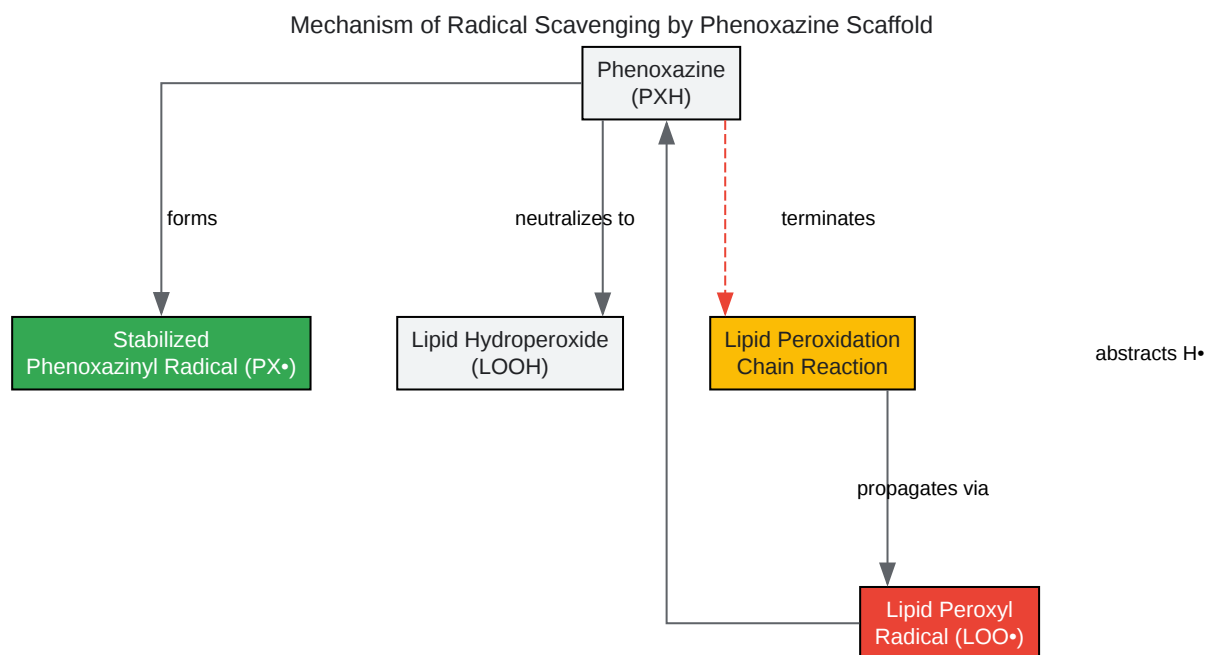 Mechanism of Radical Scavenging by Phenoxazine Scaffold
Phenoxazine
(PXH)
forms
neutralizes to
terminates
Stabilized
Phenoxazinyl Radical (PX•)
Lipid Hydroperoxide
(LOOH)
Lipid Peroxidation
Chain Reaction
abstracts H•
propagates via
Lipid Peroxyl
Radical (LOO•)